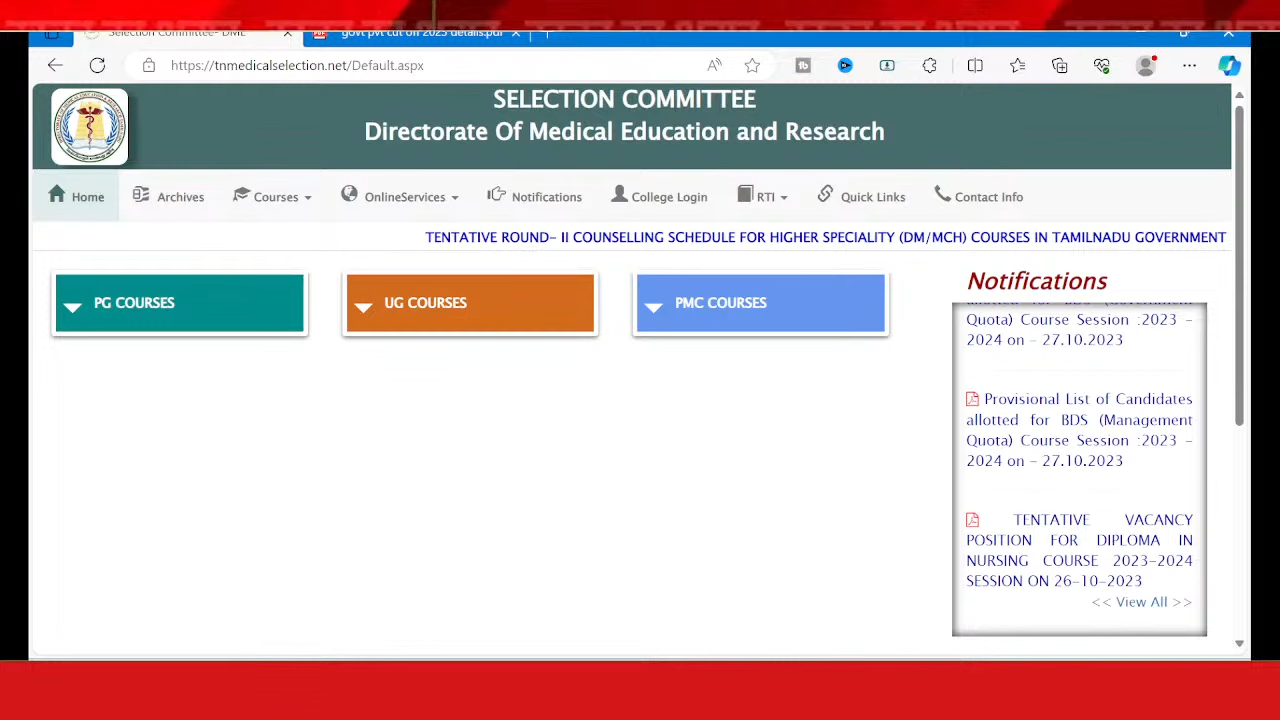 Selection Committee- DME
govt pvt cut off 2023 details.pdf
https://tnmedicalselection.net/Default.aspx
SELECTION COMMITTEE
Directorate Of Medical Education and Research
Home Archives Courses OnlineServices Notifications College Login RTI Quick Links Contact Info
TENTATIVE ROUND- II COUNSELLING SCHEDULE FOR HIGHER SPECIALITY (DM/MCH) COURSES IN TAMILNADU GOVERNMENT
PG COURSES
UG COURSES
PMC COURSES
Notifications
allotted for BDS (Government
Quota) Course Session :2023 -
2024 on - 27.10.2023
Provisional List of Candidates
allotted for BDS (Management
Quota) Course Session :2023 -
2024 on - 27.10.2023
TENTATIVE VACANCY
POSITION FOR DIPLOMA IN
NURSING COURSE 2023-2024
SESSION ON 26-10-2023
<< View All >>